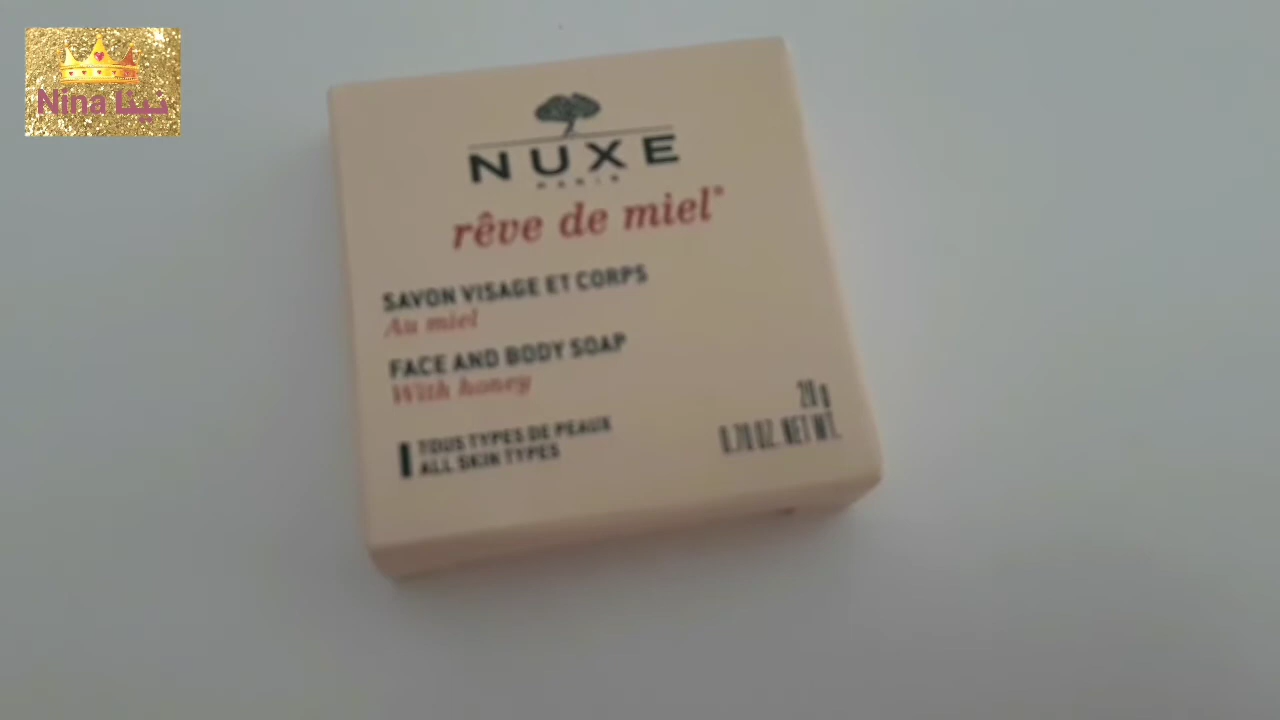 Nina نينا
NUXE
PARIS
rêve de miel®
SAVON VISAGE ET CORPS
Au miel
FACE AND BODY SOAP
With honey
TOUS TYPES DE PEAUX
ALL SKIN TYPES
20 g
0.70 OZ. NET WT.